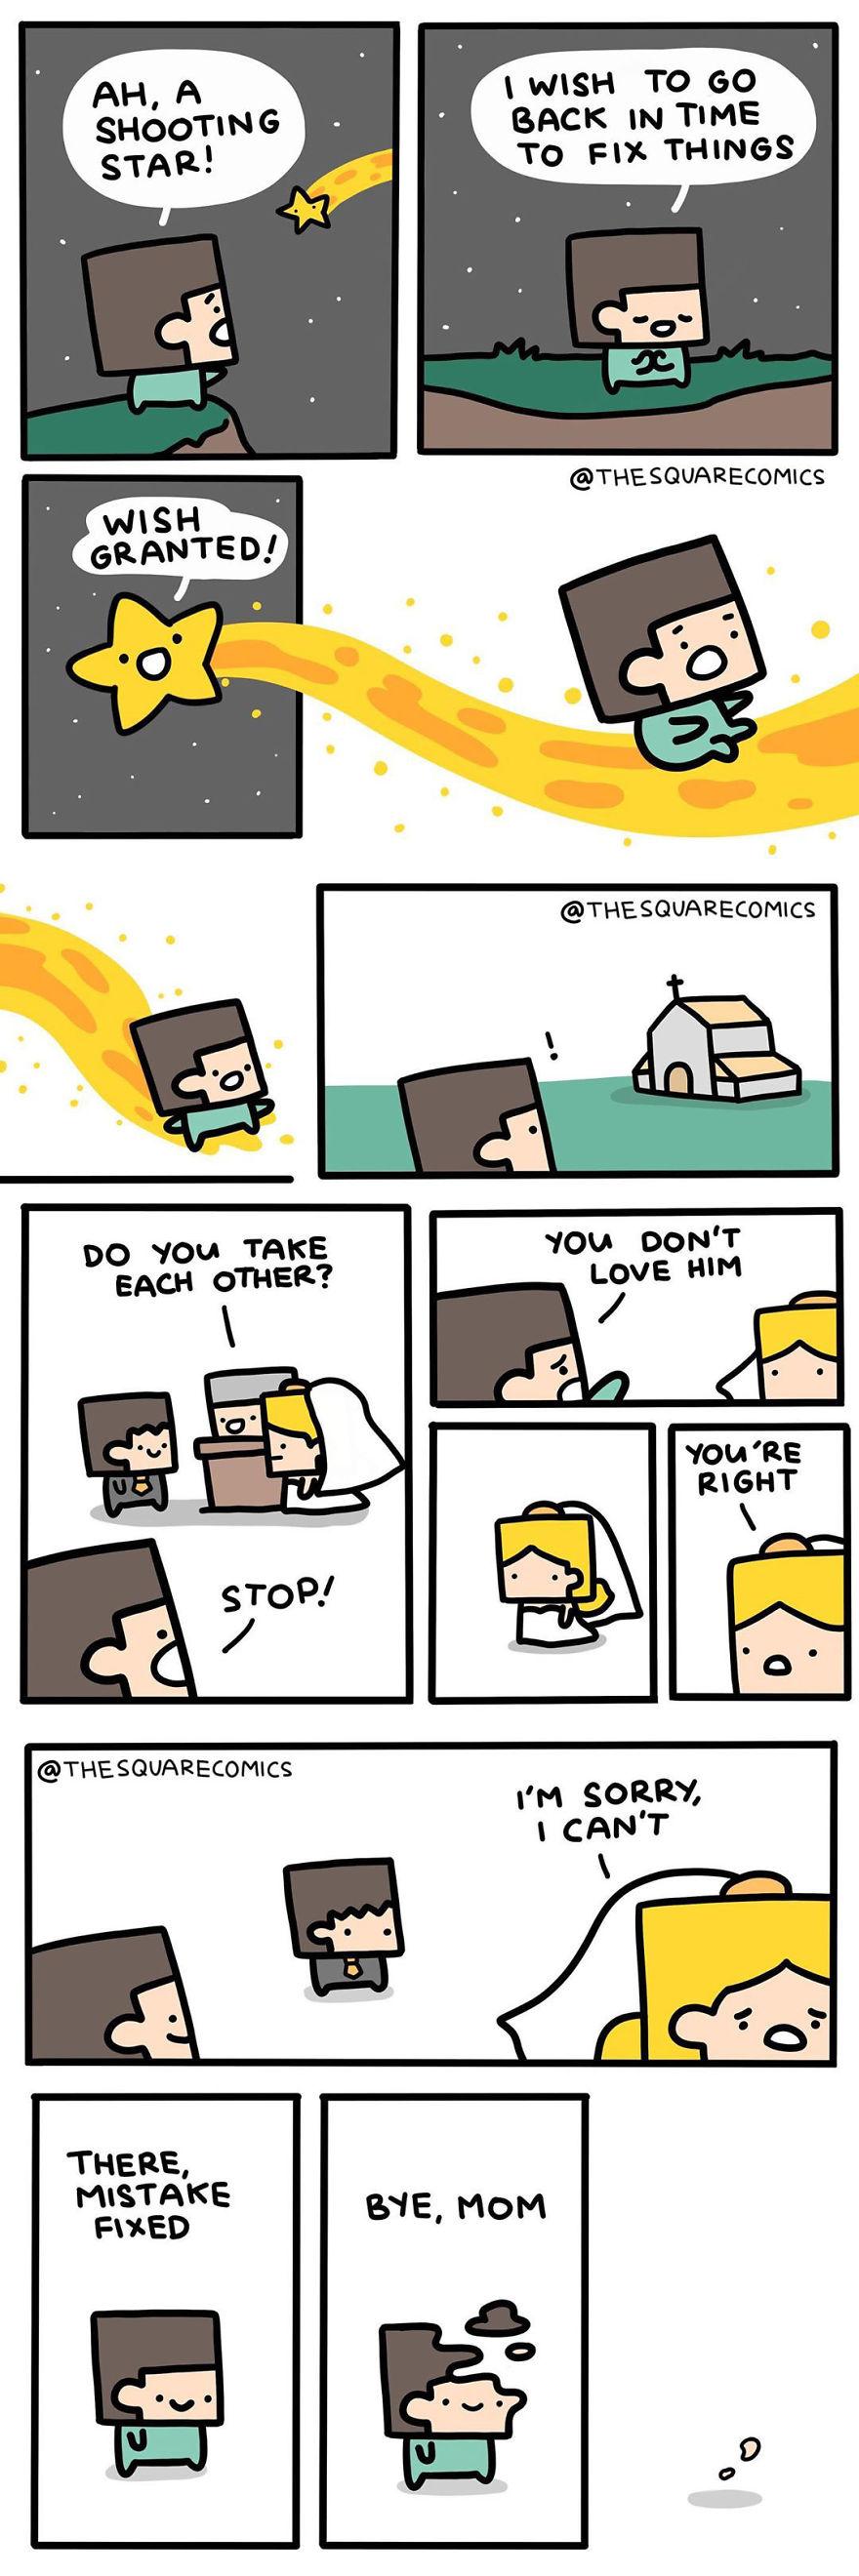 AH, A
SHOOTING
STAR!
I WISH TO GO
BACK IN TIME
TO FIX THINGS
@THESQUARECOMICS
WISH
GRANTED!
@THESQUARECOMICS
!
DO YOU TAKE
EACH OTHER?
STOP!
YOU DON'T
LOVE HIM
YOU'RE
RIGHT
@THESQUARECOMICS
I'M SORRY,
I CAN'T
THERE,
MISTAKE
FIXED
BYE, MOM